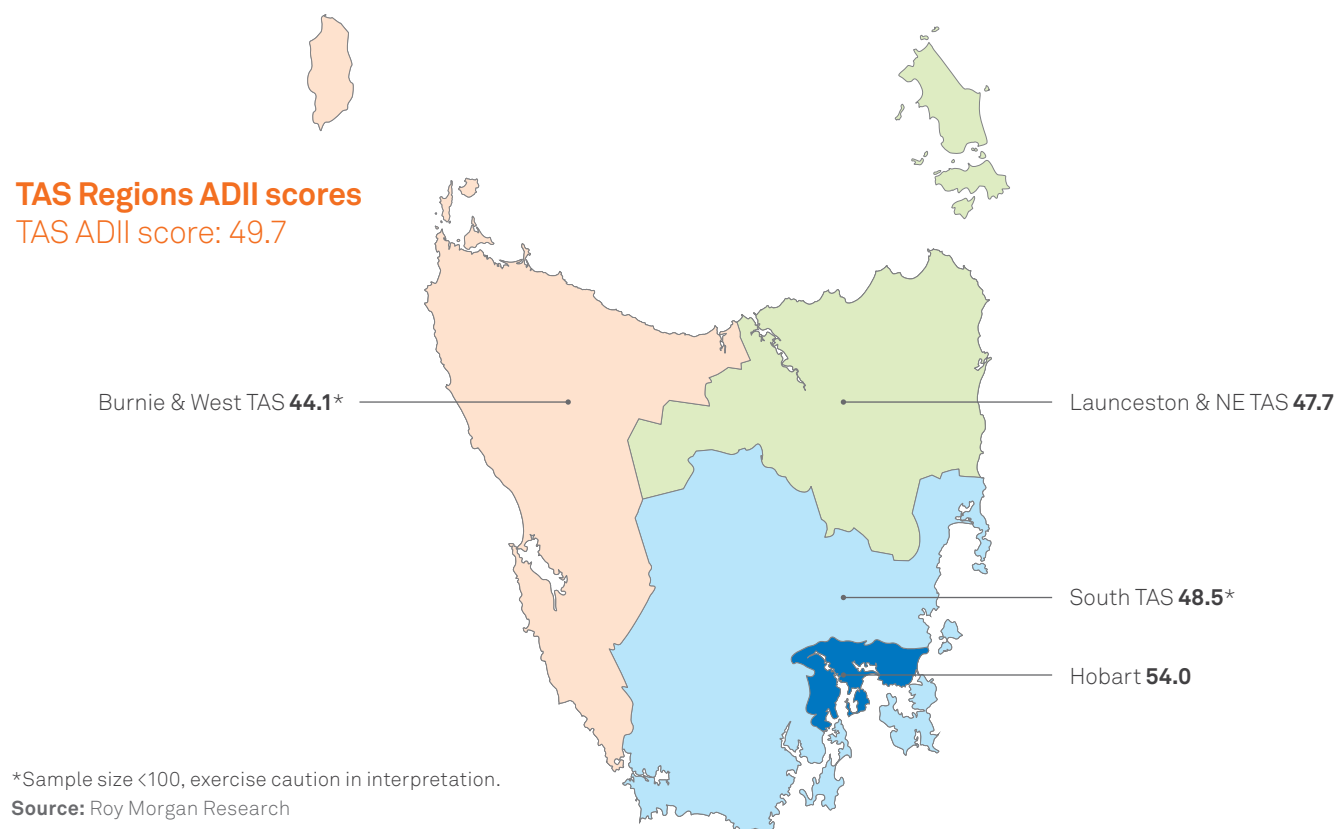 TAS Regions ADII scores
TAS ADII score: 49.7
Burnie & West TAS 44.1*
Launceston & NE TAS 47.7
South TAS 48.5*
Hobart 54.0
*Sample size <100, exercise caution in interpretation.
Source: Roy Morgan Research